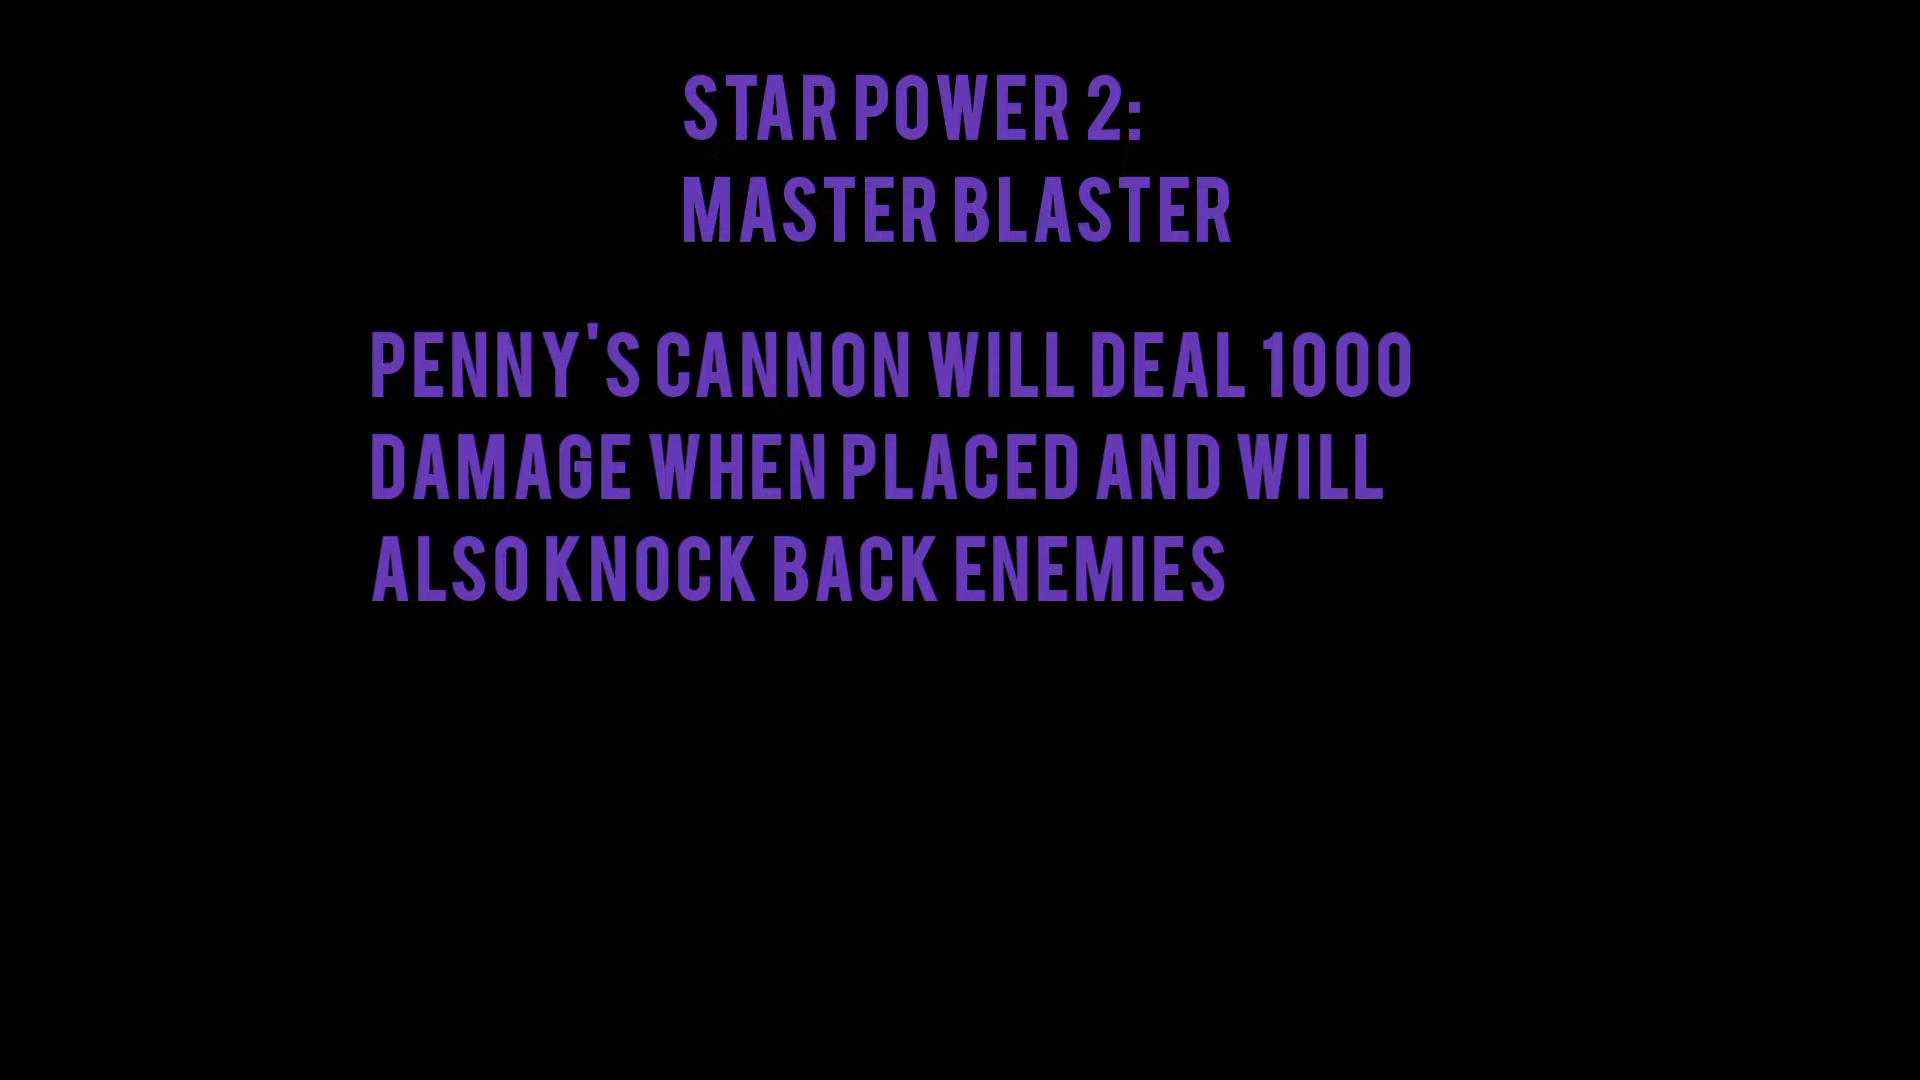 STAR POWER 2:
MASTER BLASTER
PENNY'S CANNON WILL DEAL 1000
DAMAGE WHEN PLACED AND WILL
ALSO KNOCK BACK ENEMIES